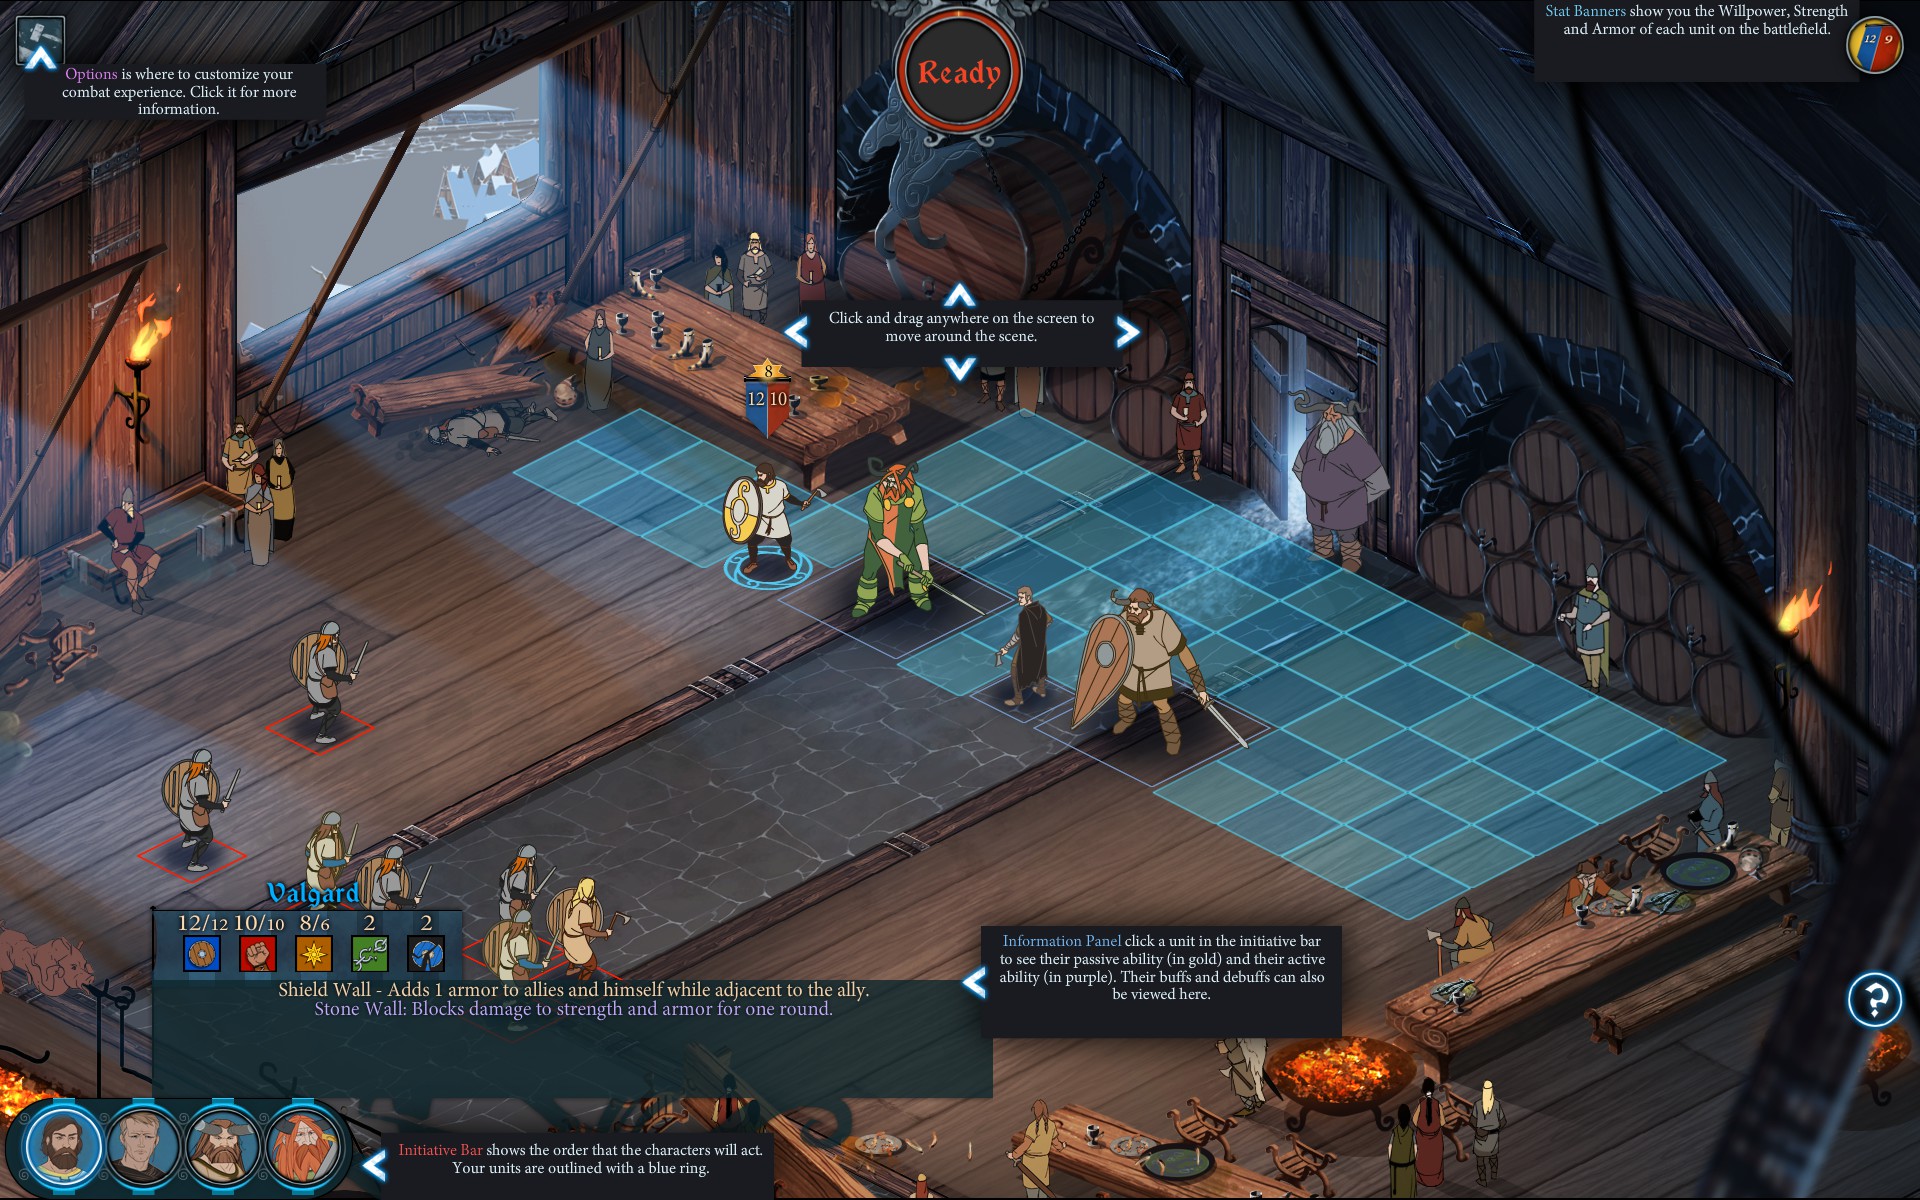 Options is where to customize your
combat experience. Click it for more
information.
Ready
Stat Banners show you the Willpower, Strength
and Armor of each unit on the battlefield.
12 9
Click and drag anywhere on the screen to
move around the scene.
8
12 10
Valgard
12/12 10/10 8/6 2 2
Shield Wall - Adds 1 armor to allies and himself while adjacent to the ally.
Stone Wall: Blocks damage to strength and armor for one round.
Information Panel click a unit in the initiative bar
to see their passive ability (in gold) and their active
ability (in purple). Their buffs and debuffs can also
be viewed here.
?
Initiative Bar shows the order that the characters will act.
Your units are outlined with a blue ring.